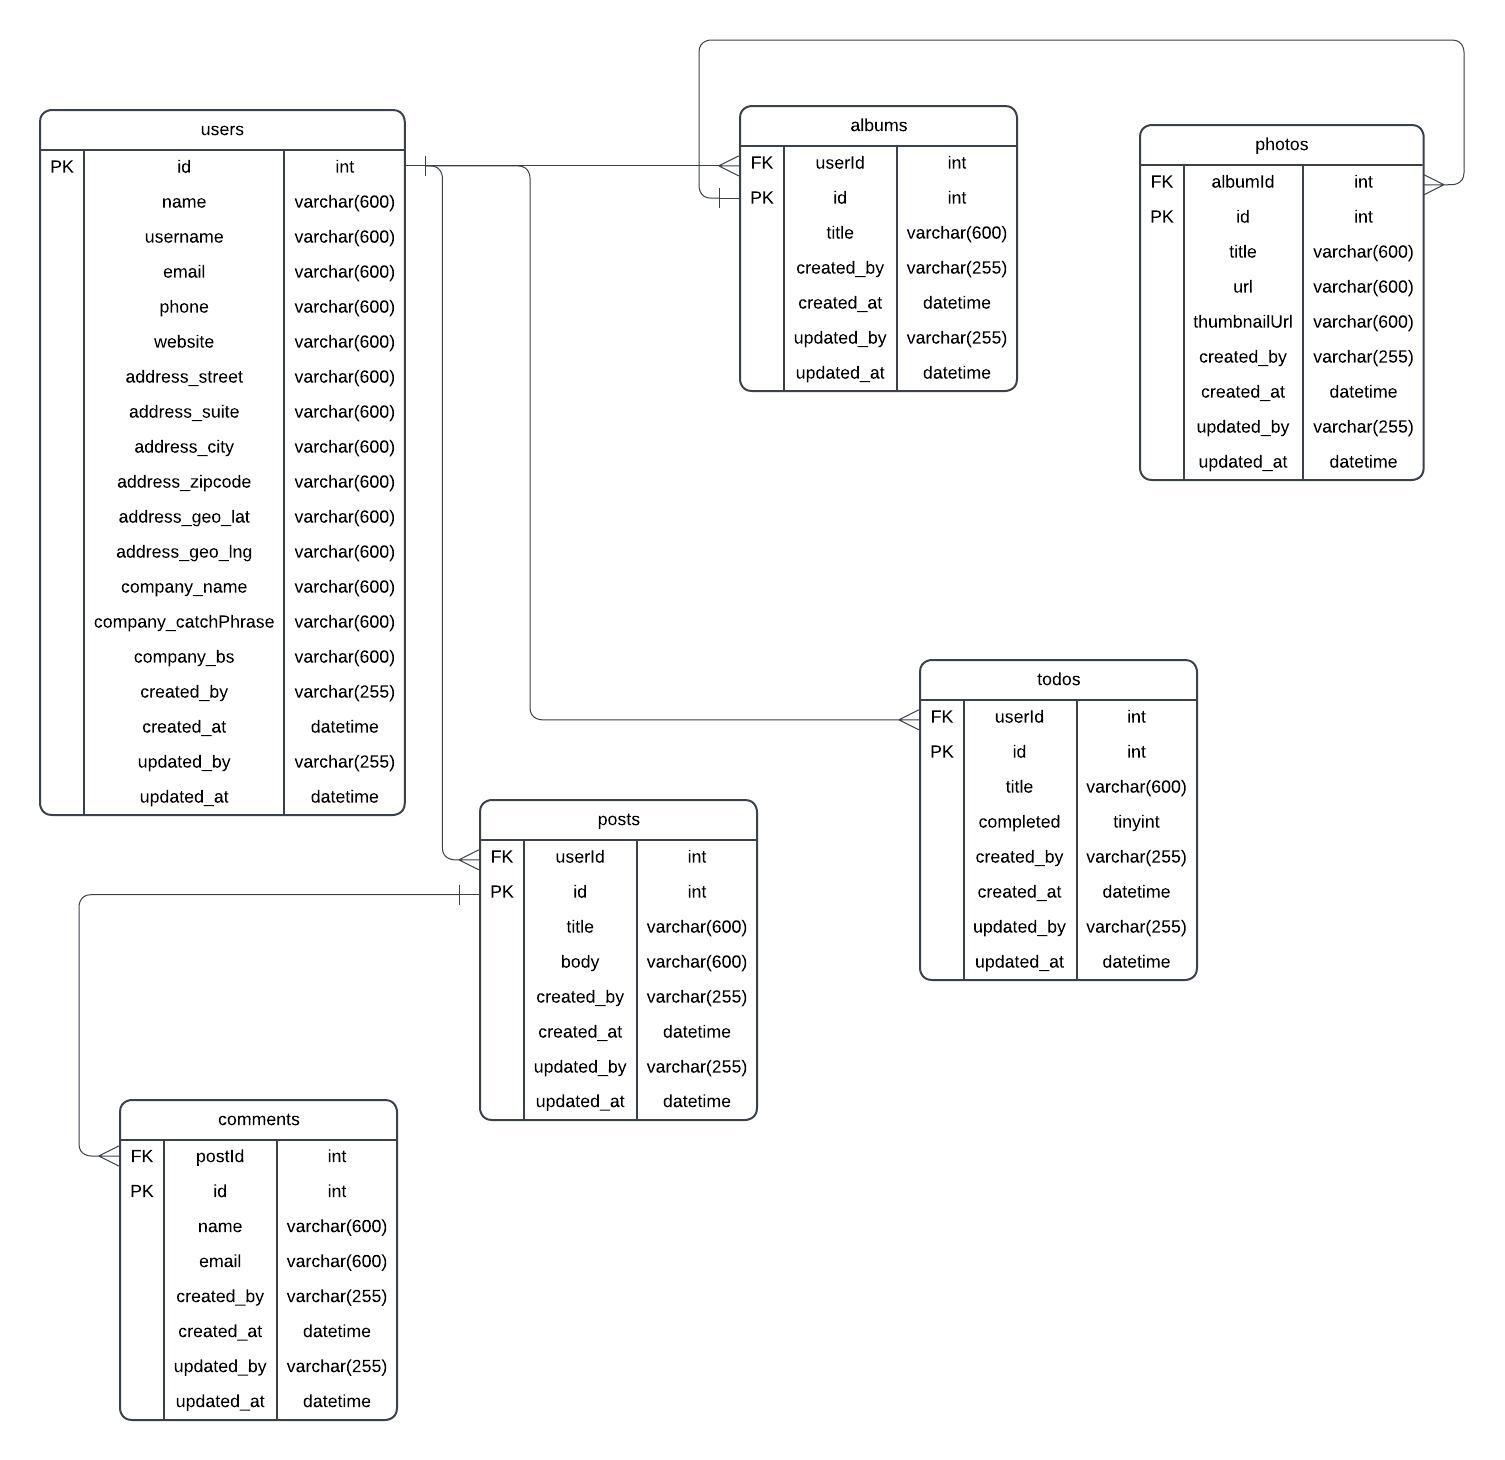 users
PK id int
name varchar(600)
username varchar(600)
email varchar(600)
phone varchar(600)
website varchar(600)
address_street varchar(600)
address_suite varchar(600)
address_city varchar(600)
address_zipcode varchar(600)
address_geo_lat varchar(600)
address_geo_lng varchar(600)
company_name varchar(600)
company_catchPhrase varchar(600)
company_bs varchar(600)
created_by varchar(255)
created_at datetime
updated_by varchar(255)
updated_at datetime
albums
FK userId int
PK id int
title varchar(600)
created_by varchar(255)
created_at datetime
updated_by varchar(255)
updated_at datetime
photos
FK albumId int
PK id int
title varchar(600)
url varchar(600)
thumbnailUrl varchar(600)
created_by varchar(255)
created_at datetime
updated_by varchar(255)
updated_at datetime
todos
FK userId int
PK id int
title varchar(600)
completed tinyint
created_by varchar(255)
created_at datetime
updated_by varchar(255)
updated_at datetime
posts
FK userId int
PK id int
title varchar(600)
body varchar(600)
created_by varchar(255)
created_at datetime
updated_by varchar(255)
updated_at datetime
comments
FK postId int
PK id int
name varchar(600)
email varchar(600)
created_by varchar(255)
created_at datetime
updated_by varchar(255)
updated_at datetime